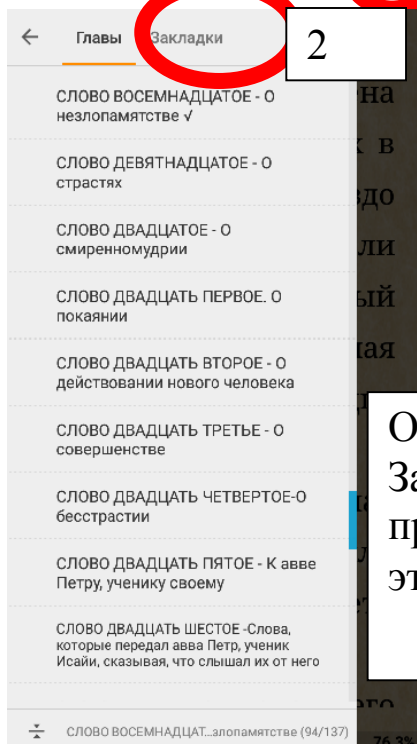 Главы Закладки 2
СЛОВО ВОСЕМНАДЦАТОЕ - О
незлопамятстве √
СЛОВО ДЕВЯТНАДЦАТОЕ - О
страстях
СЛОВО ДВАДЦАТОЕ - О
смиренномудрии
СЛОВО ДВАДЦАТЬ ПЕРВОЕ. О
покаянии
СЛОВО ДВАДЦАТЬ ВТОРОЕ - О
действовании нового человека
СЛОВО ДВАДЦАТЬ ТРЕТЬЕ - О
совершенстве
СЛОВО ДВАДЦАТЬ ЧЕТВЕРТОЕ-О
бесстрастии
СЛОВО ДВАДЦАТЬ ПЯТОЕ - К авве
Петру, ученику своему
СЛОВО ДВАДЦАТЬ ШЕСТОЕ -Слова,
которые передал авва Петр, ученик
Исайи, сказывая, что слышал их от него
СЛОВО ВОСЕМНАДЦАТ…злопамятстве (94/137)
76.3%